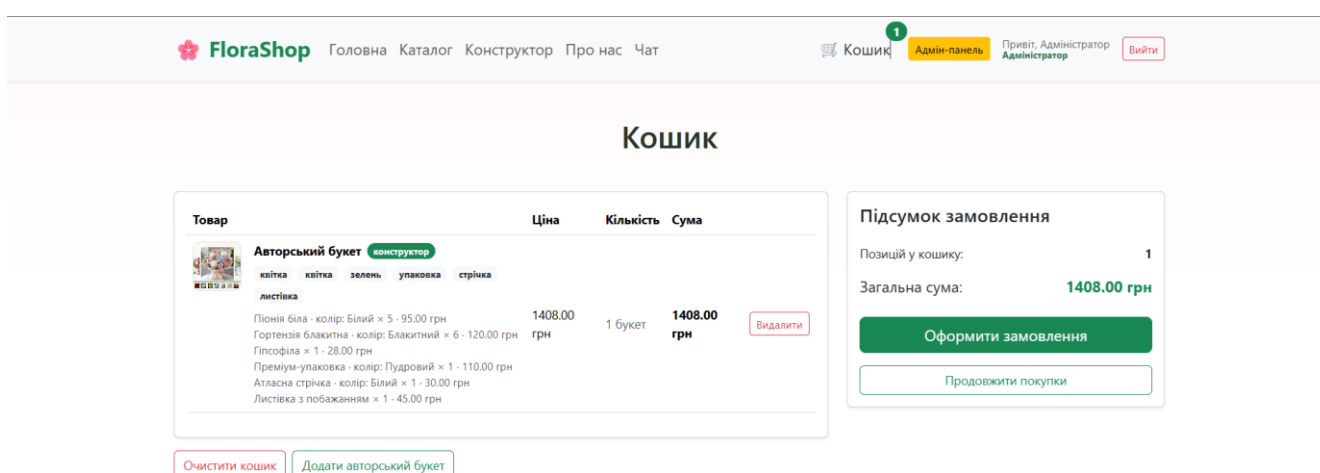 FloraShop Головна Каталог Конструктор Про нас Чат
Кошик 1 Адмін-панель Привіт, Адміністратор
Адміністратор
Вийти
Кошик
Товар Ціна Кількість Сума
Авторський букет конструктор
квітка квітка зелень упаковка стрічка
листівка
Піонія біла · колір: Білий × 5 · 95.00 грн
Гортензія блакитна · колір: Блакитний × 6 · 120.00 грн
Гіпсофіла × 1 · 28.00 грн
Преміум-упаковка · колір: Пудровий × 1 · 110.00 грн
Атласна стрічка · колір: Білий × 1 · 30.00 грн
Листівка з побажанням × 1 · 45.00 грн
1408.00
грн
1 букет
1408.00
грн
Видалити
Підсумок замовлення
Позицій у кошику: 1
Загальна сума: 1408.00 грн
Оформити замовлення
Продовжити покупки
Очистити кошик Додати авторський букет